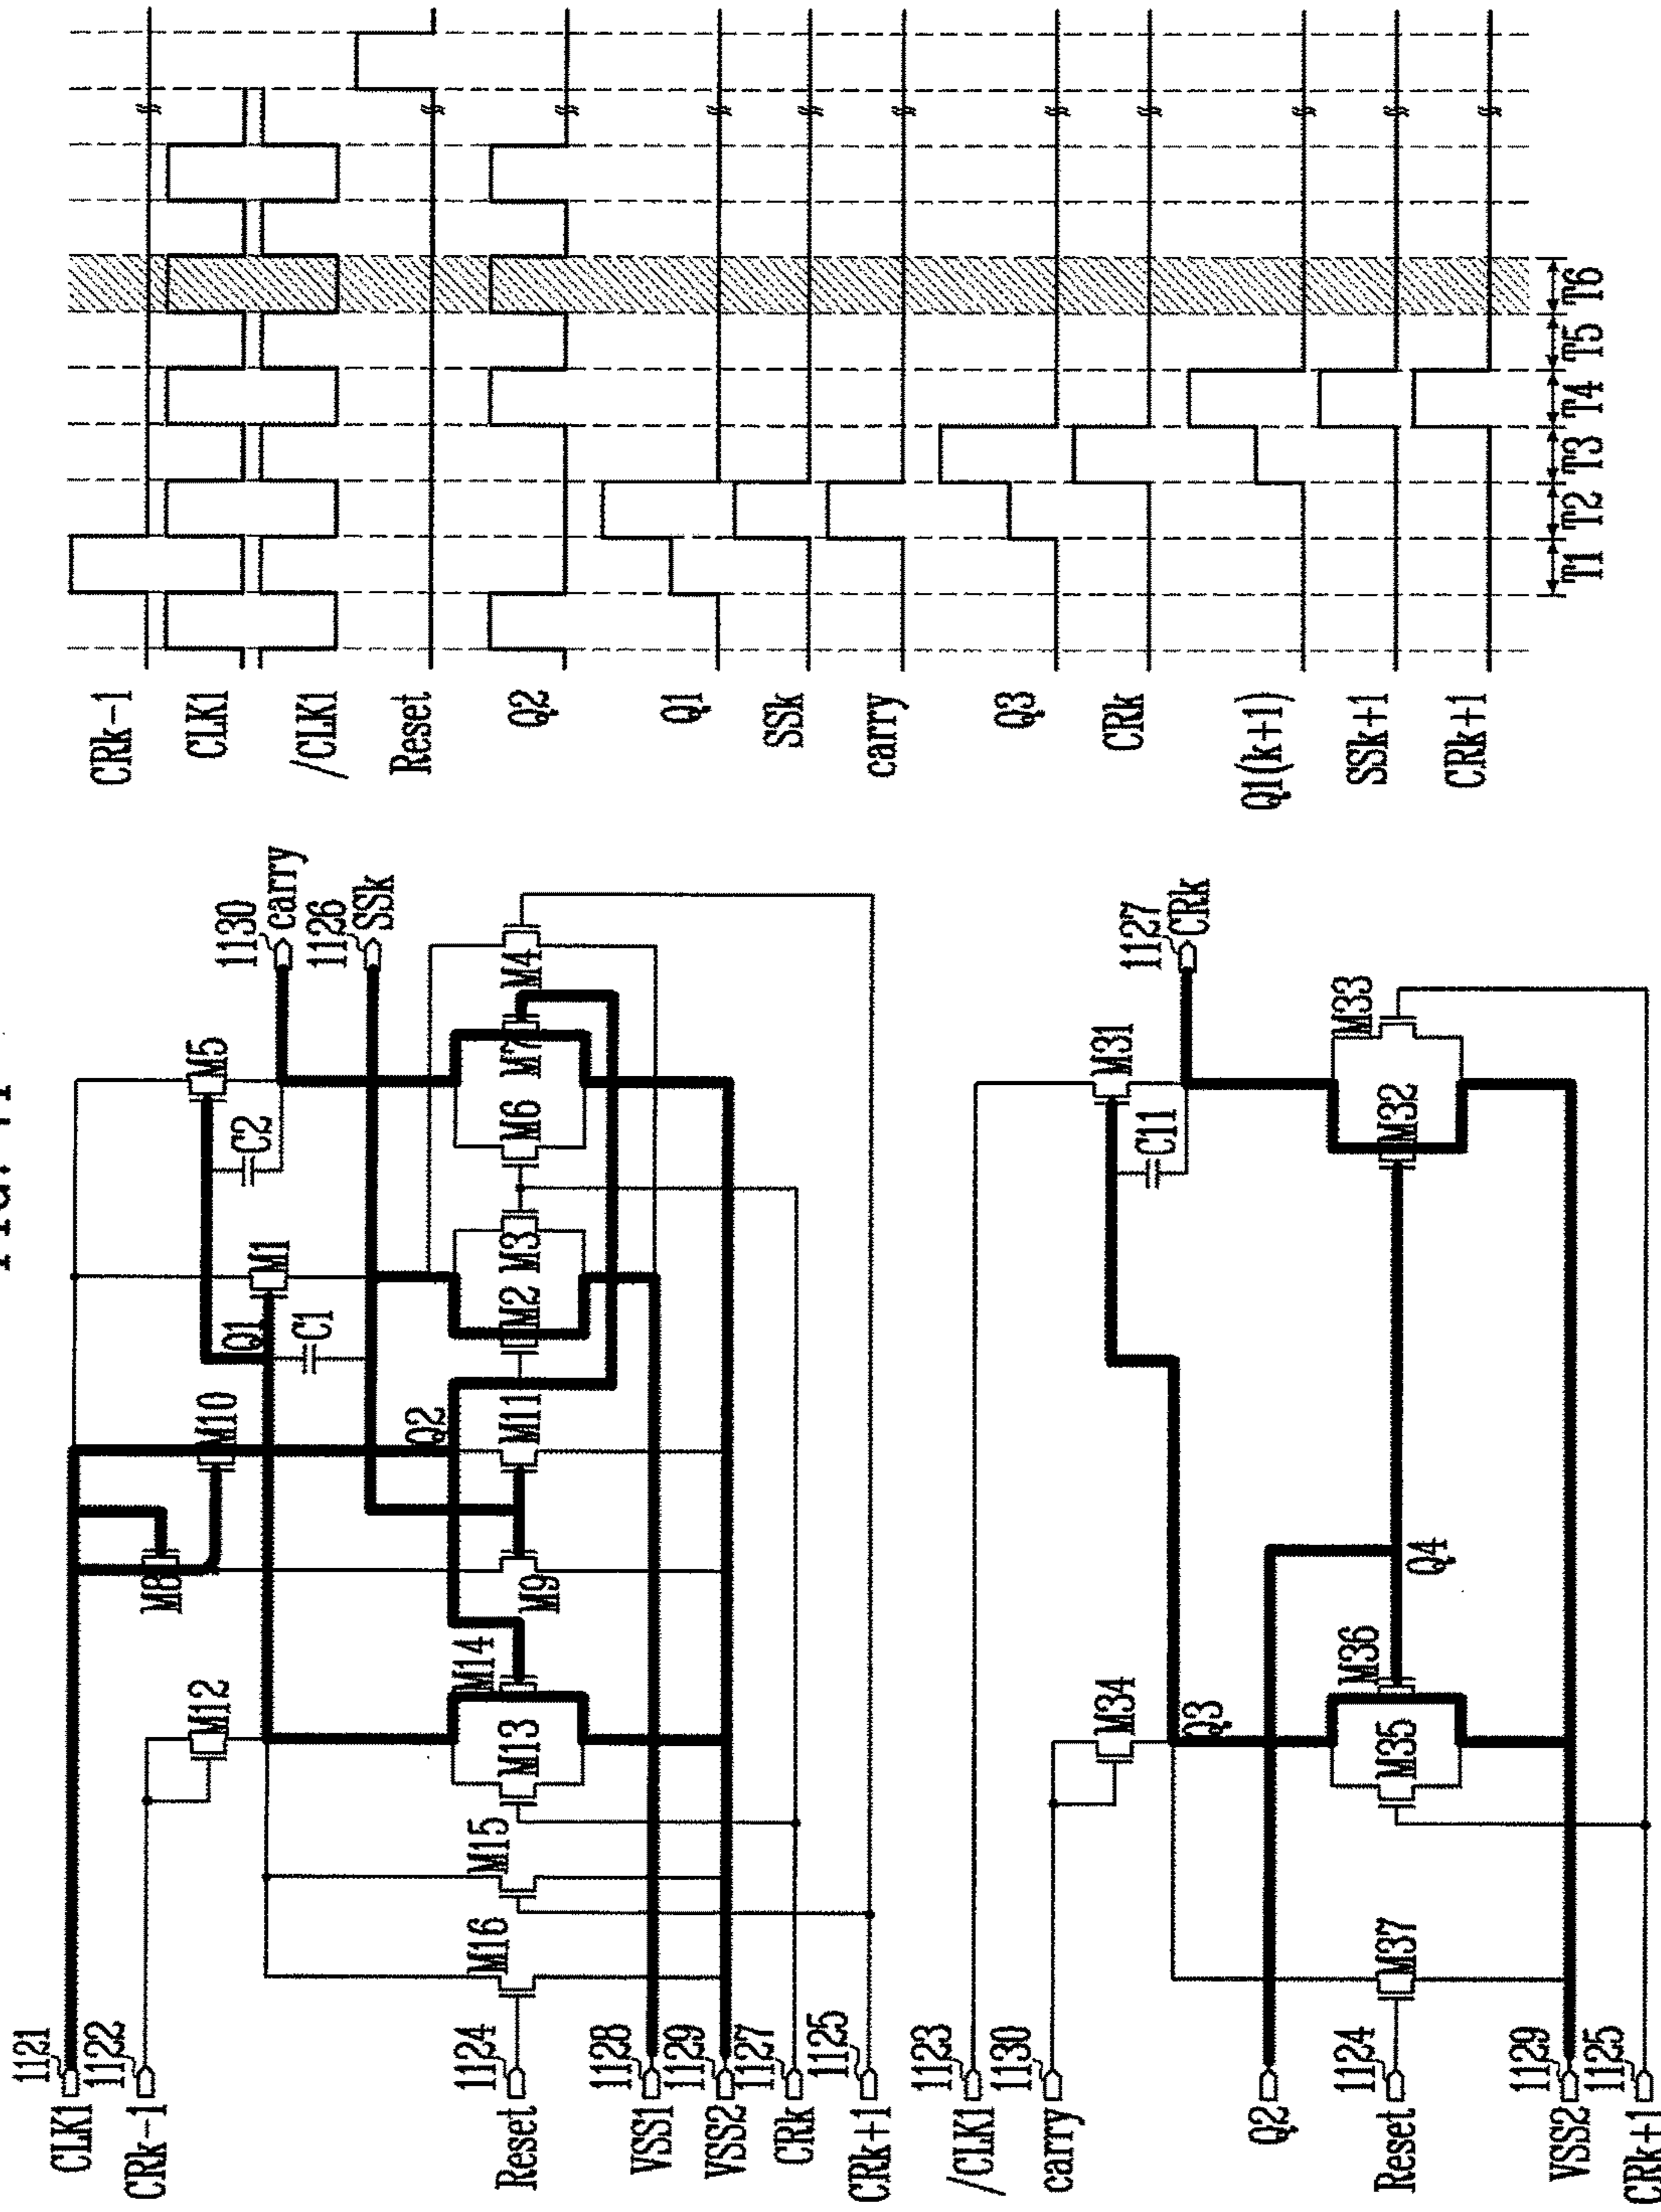 CRk-1
CLK1
/CLK1
Reset
Q2
Q1
SSk
carry
Q3
CRk
Q1(k+1)
SSk+1
CRk+1
T1
T2
T3
T4
T5
T6
1121
CLK1
1122
CRk-1
1124
Reset
1128
VSS1
1129
VSS2
1127
CRk
1125
CRk+1
M12
M8
M10
Q1
M1
M5
C1
C2
1130
carry
1126
SSk
M16
M15
M13
M14
M9
M11
Q2
M2
M3
M6
M7
M4
1123
/CLK1
1130
carry
Q2
1124
Reset
1129
VSS2
1125
CRk+1
M34
Q3
M37
M35
M36
Q4
M31
C11
M32
M33
1127
CRk